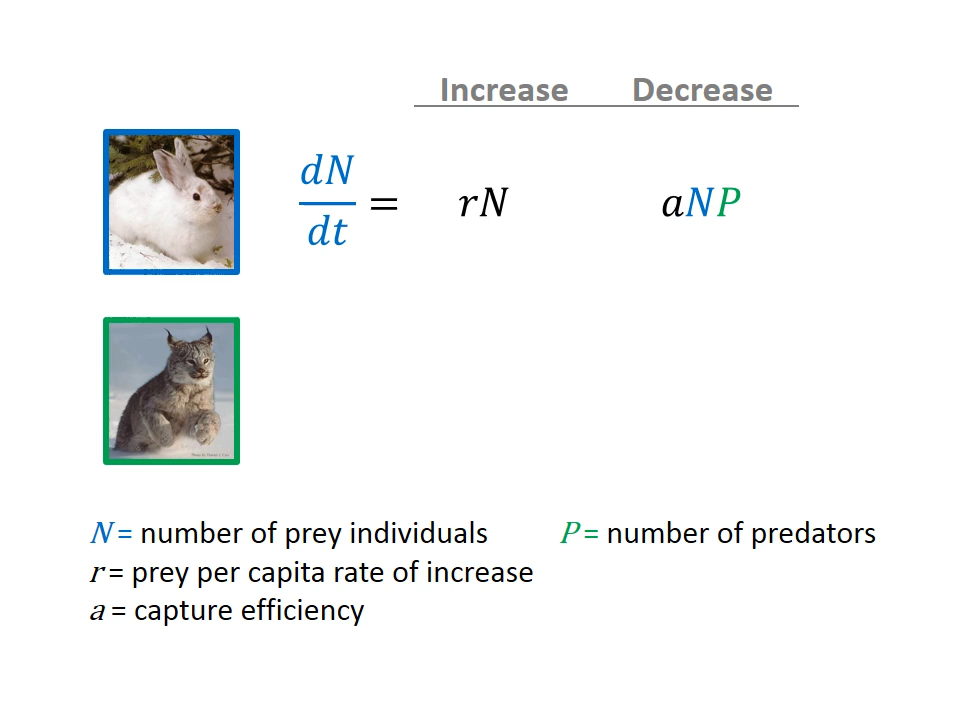 Increase Decrease
dN/dt = rN aNP
N = number of prey individuals P = number of predators
r = prey per capita rate of increase
a = capture efficiency